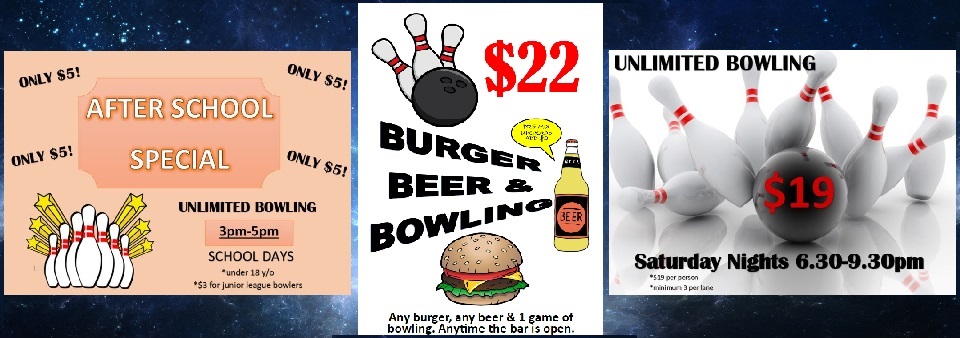 ONLY $5!
ONLY $5!
AFTER SCHOOL
SPECIAL
ONLY $5!
ONLY $5!
UNLIMITED BOWLING
3pm-5pm
SCHOOL DAYS
*under 18 y/o
*$3 for junior league bowlers
$22
BURGER
BEER &
BOWLING
BEER
Any burger, any beer & 1 game of
bowling. Anytime the bar is open.
UNLIMITED BOWLING
$19
Saturday Nights 6.30-9.30pm
*$19 per person
*minimum 3 per lane